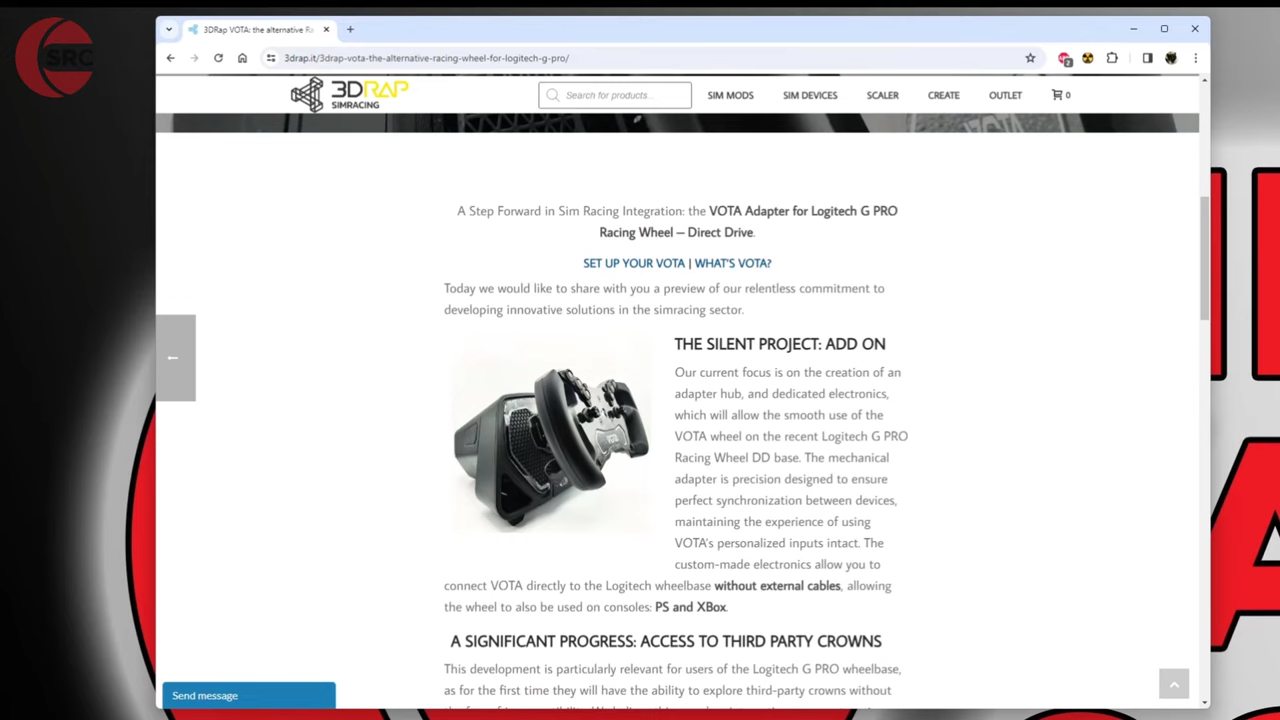 SRC
3DRap VOTA: the alternative Ra
3drap.it/3drap-vota-the-alternative-racing-wheel-for-logitech-g-pro/
2
3DRAP
SIMRACING
Search for products...
SIM MODS
SIM DEVICES
SCALER
CREATE
OUTLET
0
A Step Forward in Sim Racing Integration: the VOTA Adapter for Logitech G PRO
Racing Wheel – Direct Drive.
SET UP YOUR VOTA | WHAT'S VOTA?
Today we would like to share with you a preview of our relentless commitment to
developing innovative solutions in the simracing sector.
THE SILENT PROJECT: ADD ON
Our current focus is on the creation of an
adapter hub, and dedicated electronics,
which will allow the smooth use of the
VOTA wheel on the recent Logitech G PRO
Racing Wheel DD base. The mechanical
adapter is precision designed to ensure
perfect synchronization between devices,
maintaining the experience of using
VOTA's personalized inputs intact. The
custom-made electronics allow you to
connect VOTA directly to the Logitech wheelbase without external cables, allowing
the wheel to also be used on consoles: PS and XBox.
A SIGNIFICANT PROGRESS: ACCESS TO THIRD PARTY CROWNS
This development is particularly relevant for users of the Logitech G PRO wheelbase,
as for the first time they will have the ability to explore third-party crowns without
Send message